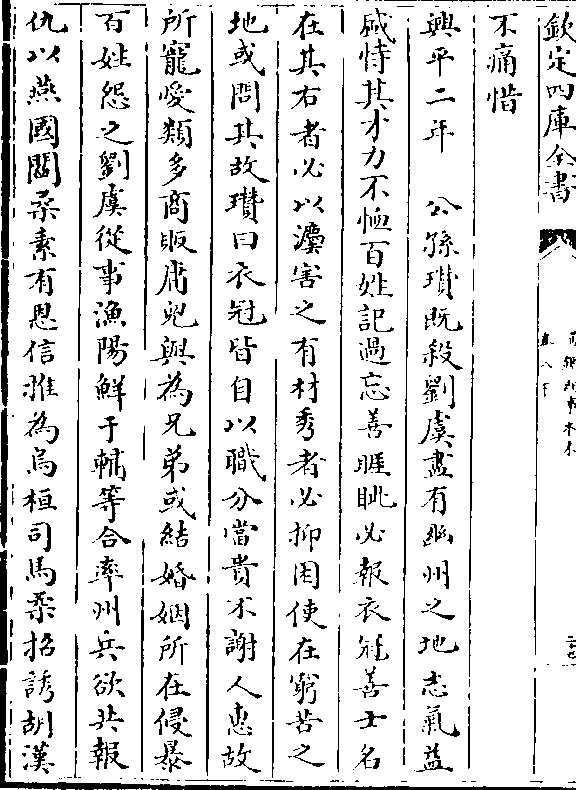 欽定四庫全書
不痛惜
興平二年　公孫瓚既殺劉虞盡有幽州之地志氣益
盛恃其才力不恤百姓記過忘善睚眦必報衣冠善士名
在其右者必以灋害之有材秀者必抑困使在窮苦之
地或問其故瓚曰衣冠皆自以職分當貴不謝人惠故
所寵愛類多商販庸兒與為兄弟或結婚姻所在侵暴
百姓怨之劉虞從事漁陽鮮于輔等合率州兵欲共報
仇以燕國閻柔素有恩信推為烏桓司馬柔招誘胡漢